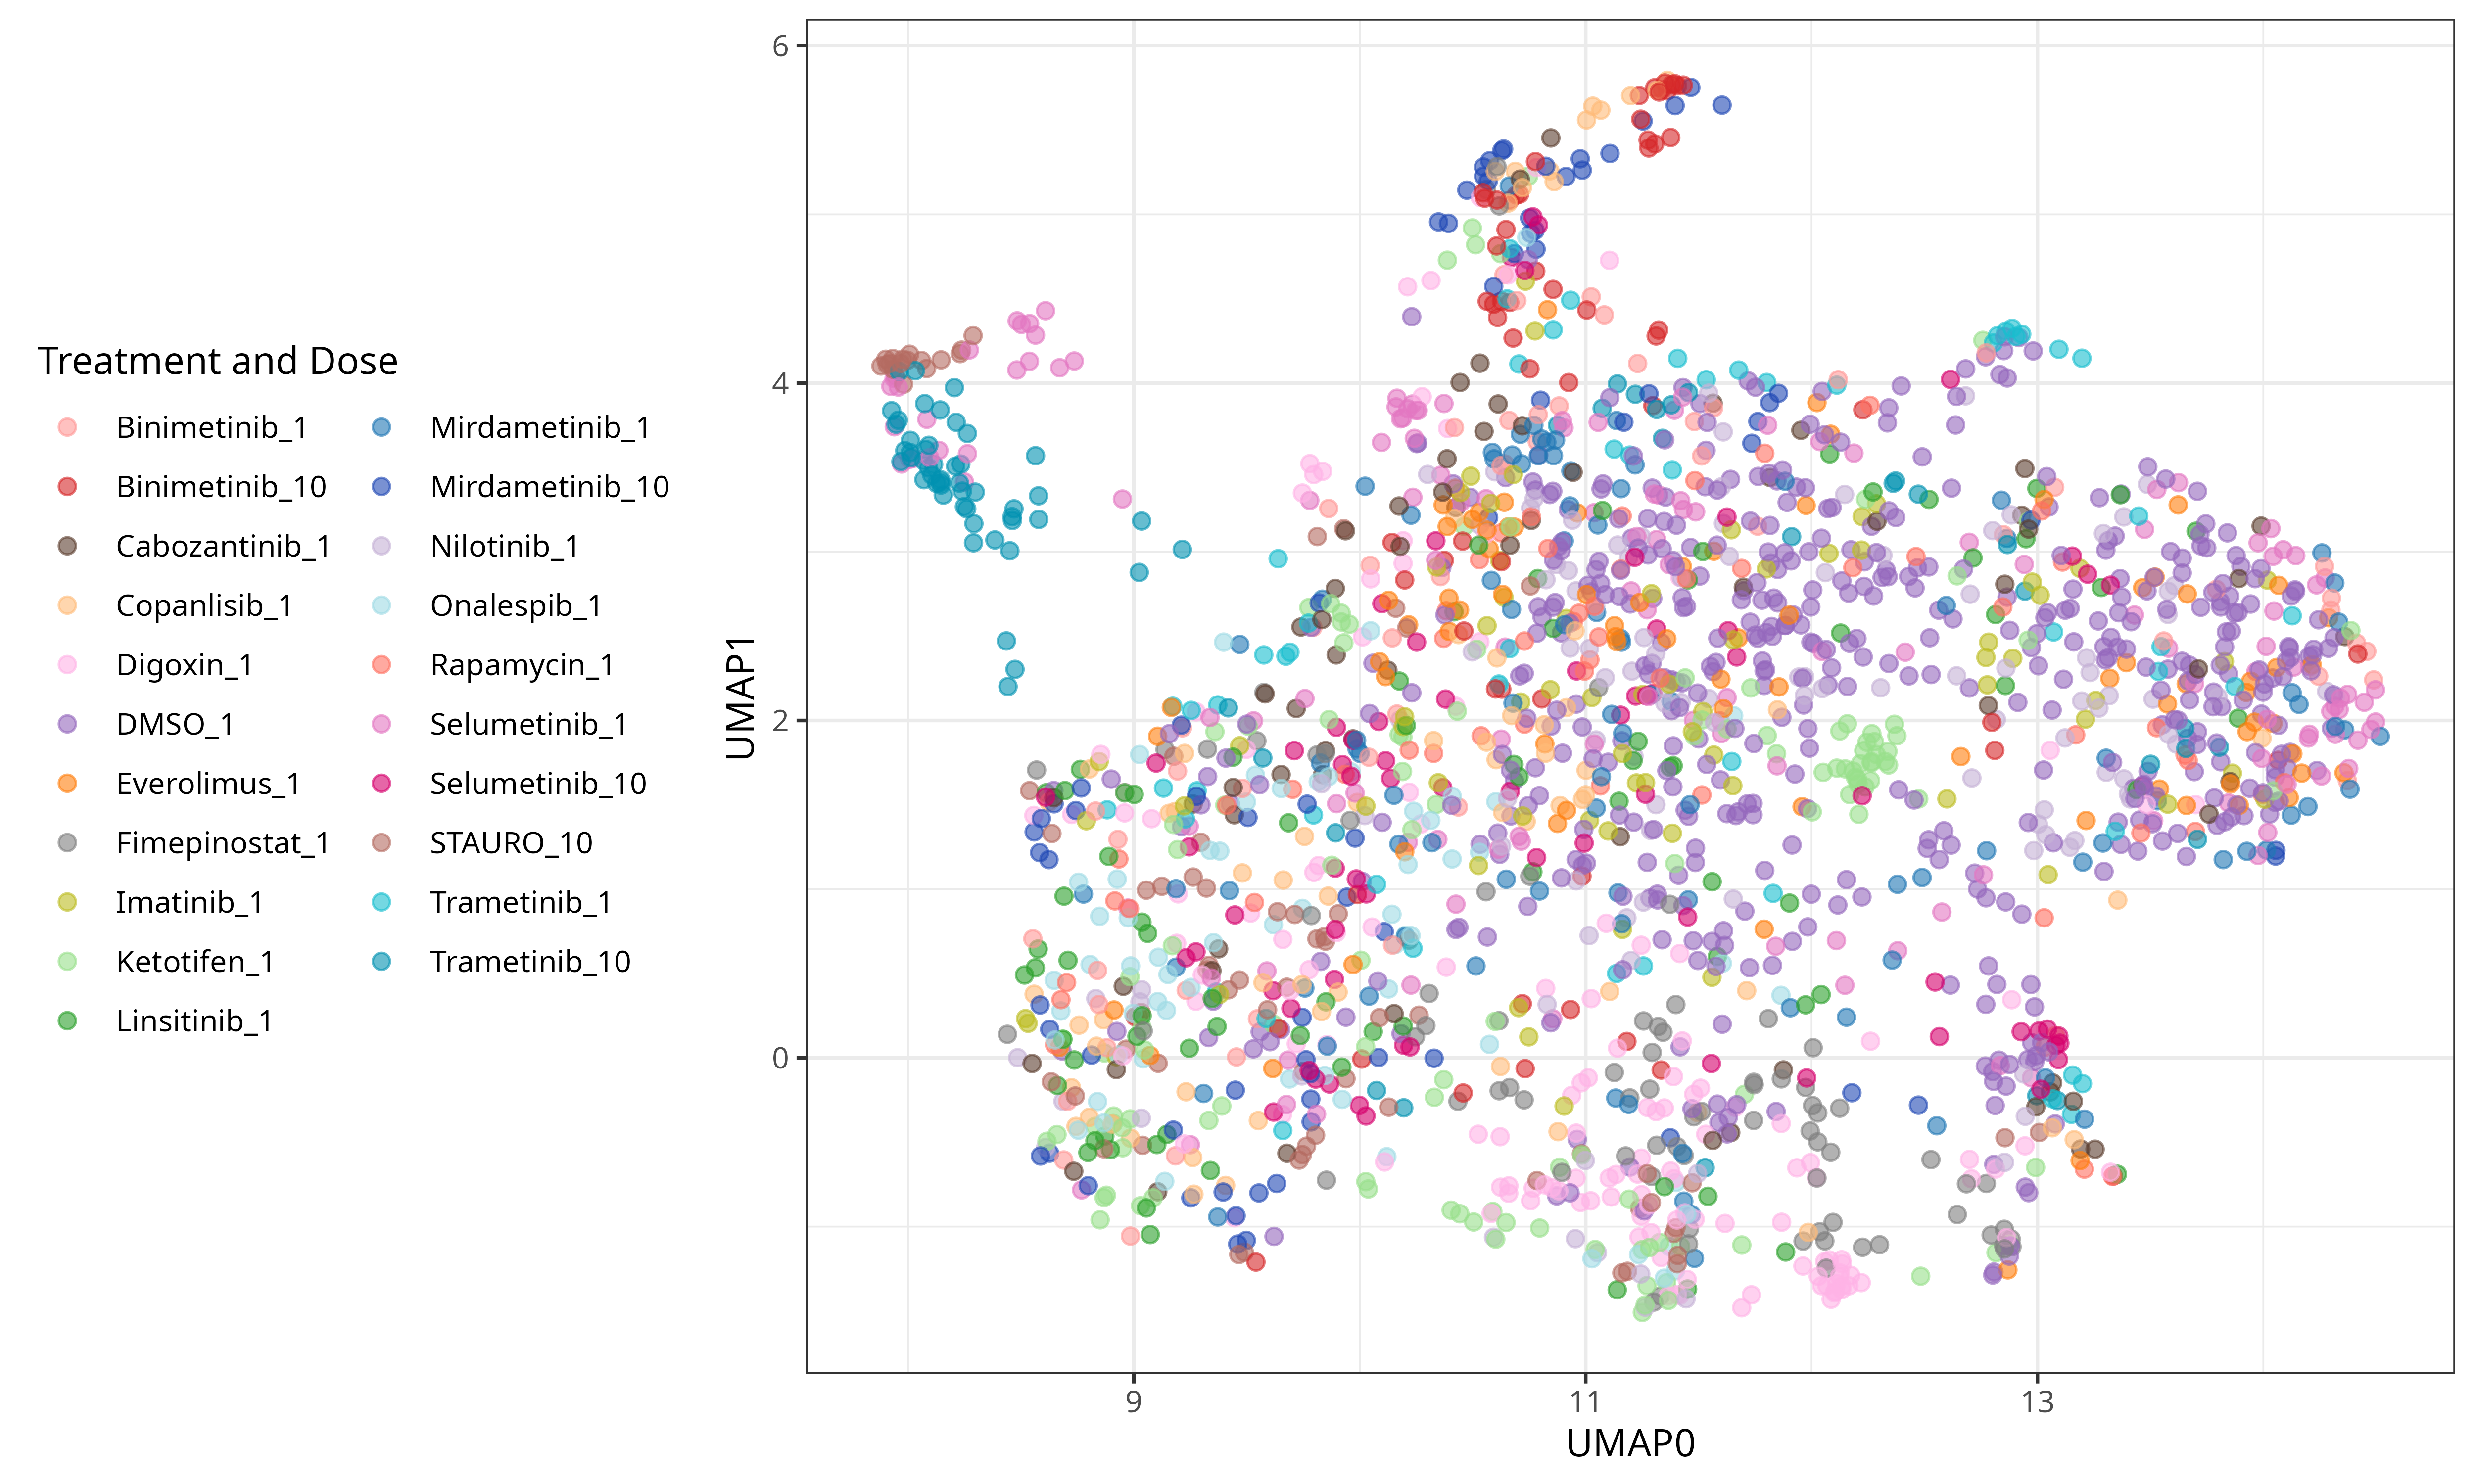 Treatment and Dose
Binimetinib_1
Binimetinib_10
Cabozantinib_1
Copanlisib_1
Digoxin_1
DMSO_1
Everolimus_1
Fimepinostat_1
Imatinib_1
Ketotifen_1
Linsitinib_1
Mirdametinib_1
Mirdametinib_10
Nilotinib_1
Onalespib_1
Rapamycin_1
Selumetinib_1
Selumetinib_10
STAURO_10
Trametinib_1
Trametinib_10
UMAP1
6
4
2
0
9
11
13
UMAP0